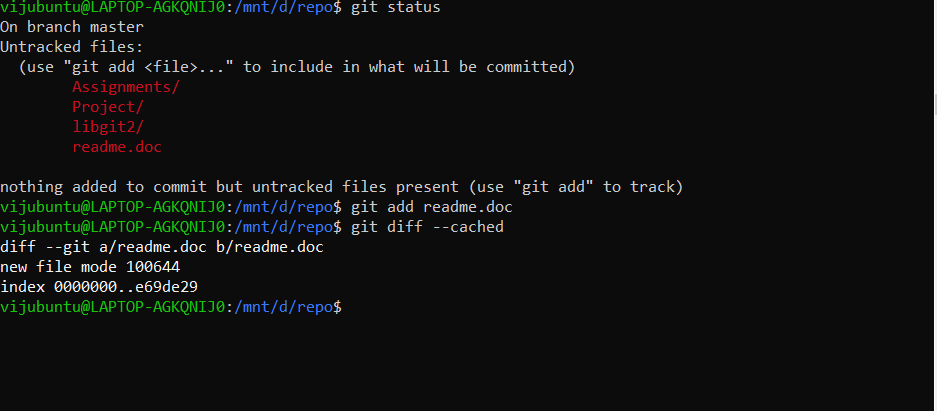 vijubuntu@LAPTOP-AGKQNIJ0:/mnt/d/repo$ git status
On branch master
Untracked files:
  (use "git add <file>..." to include in what will be committed)
        Assignments/
        Project/
        libgit2/
        readme.doc

nothing added to commit but untracked files present (use "git add" to track)
vijubuntu@LAPTOP-AGKQNIJ0:/mnt/d/repo$ git add readme.doc
vijubuntu@LAPTOP-AGKQNIJ0:/mnt/d/repo$ git diff --cached
diff --git a/readme.doc b/readme.doc
new file mode 100644
index 0000000..e69de29
vijubuntu@LAPTOP-AGKQNIJ0:/mnt/d/repo$